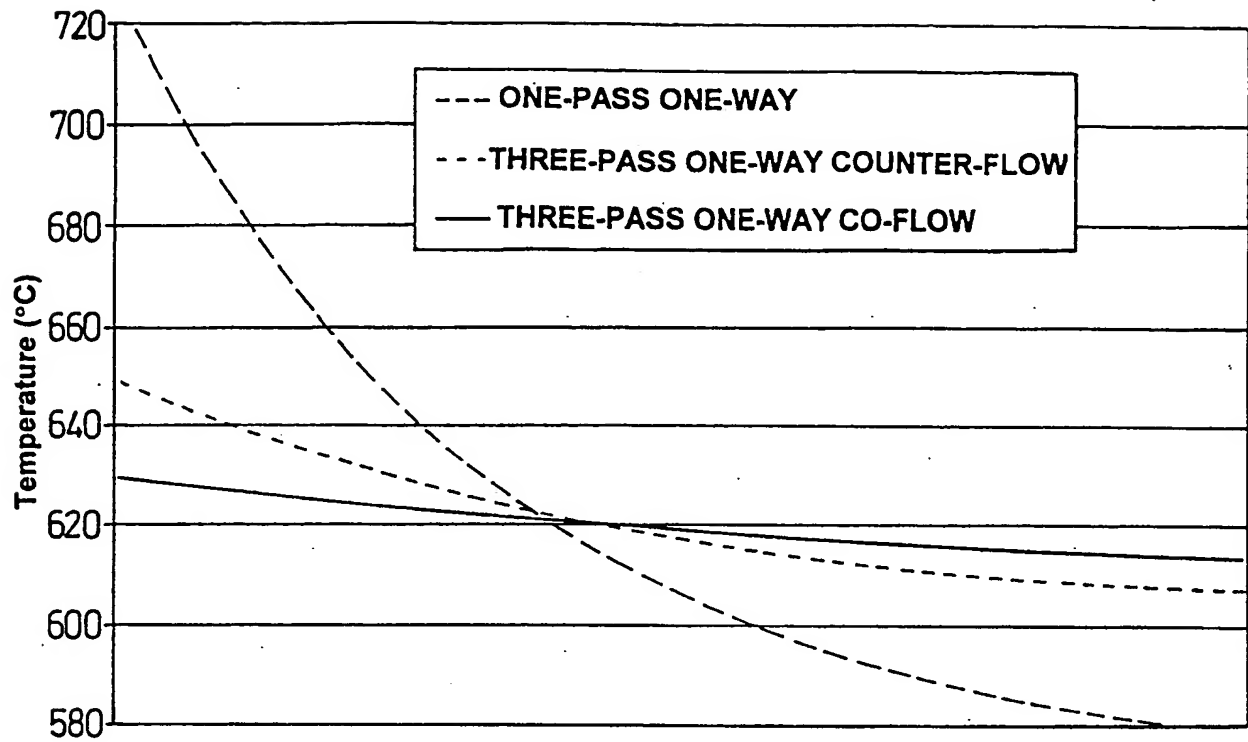 720
700
680
660
640
620
600
580
Temperature (°C)
ONE-PASS ONE-WAY
THREE-PASS ONE-WAY COUNTER-FLOW
THREE-PASS ONE-WAY CO-FLOW